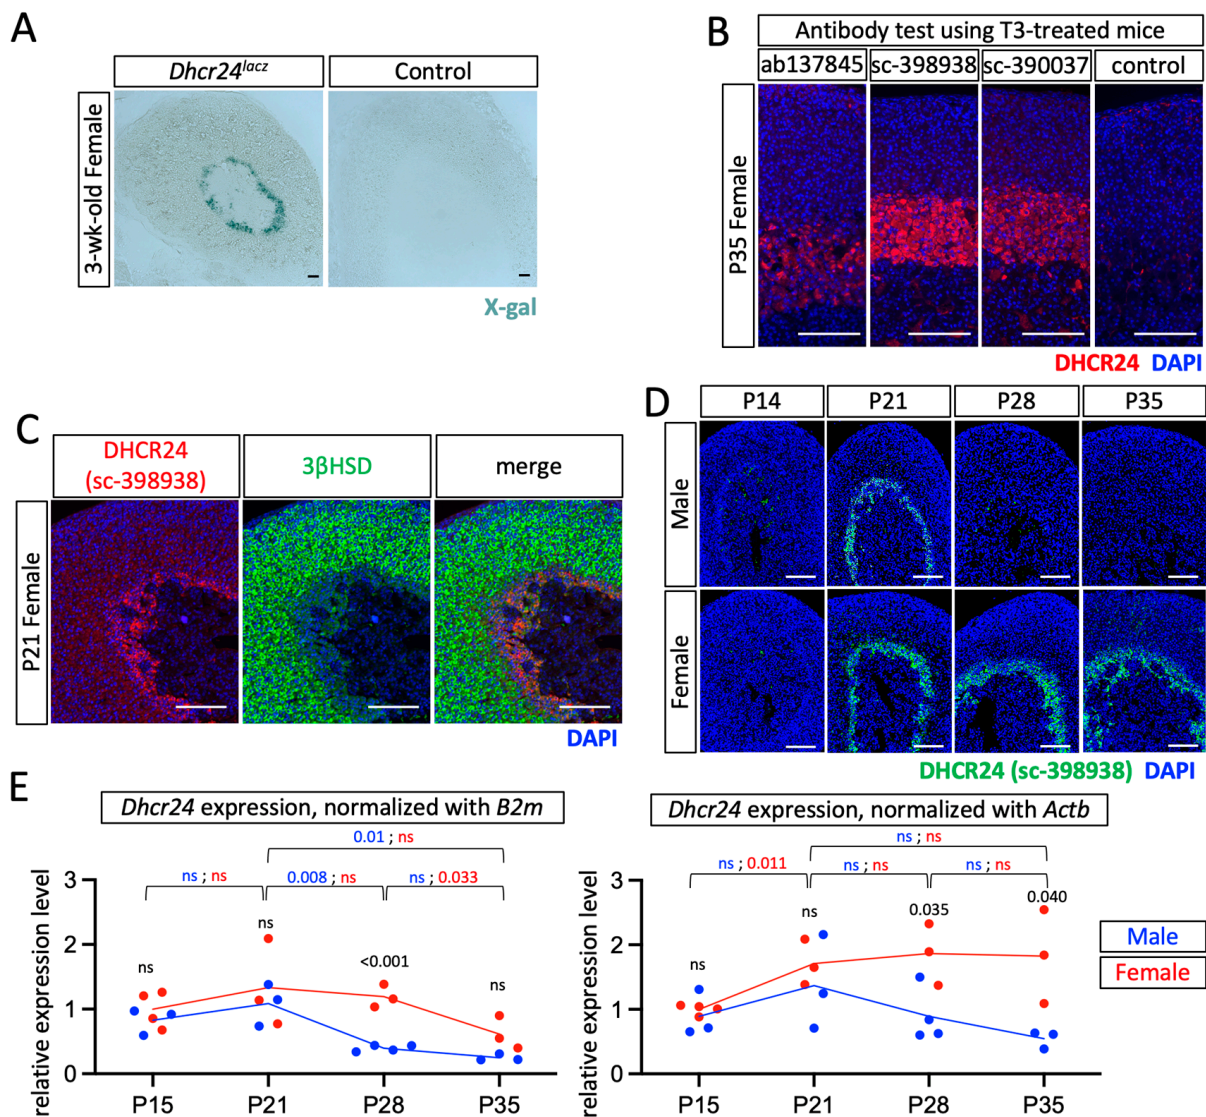 A
Dhcr24lacz
Control
3-wk-old Female
X-gal
B
Antibody test using T3-treated mice
ab137845
sc-398938
sc-390037
control
P35 Female
DHCR24 DAPI
C
DHCR24
(sc-398938)
3βHSD
merge
P21 Female
DAPI
D
P14
P21
P28
P35
Male
Female
DHCR24 (sc-398938) DAPI
E
Dhcr24 expression, normalized with B2m
0.01 ; ns
ns ; ns
0.008 ; ns
ns ; 0.033
relative expression level
3
2
1
0
ns
ns
<0.001
ns
P15
P21
P28
P35
Dhcr24 expression, normalized with Actb
ns ; ns
ns ; 0.011
ns ; ns
ns ; ns
relative expression level
3
2
1
0
ns
ns
0.035
0.040
P15
P21
P28
P35
Male
Female